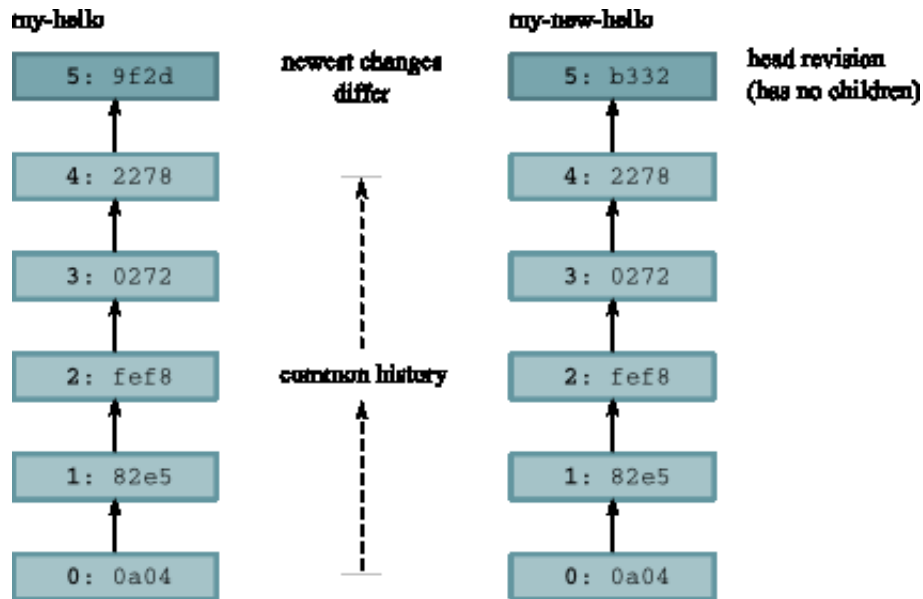 my-hello
my-new-hello
5: 9f2d
newest changes
differ
5: b332
head revision
(has no children)
4: 2278
4: 2278
3: 0272
3: 0272
2: fef8
common history
2: fef8
1: 82e5
1: 82e5
0: 0a04
0: 0a04